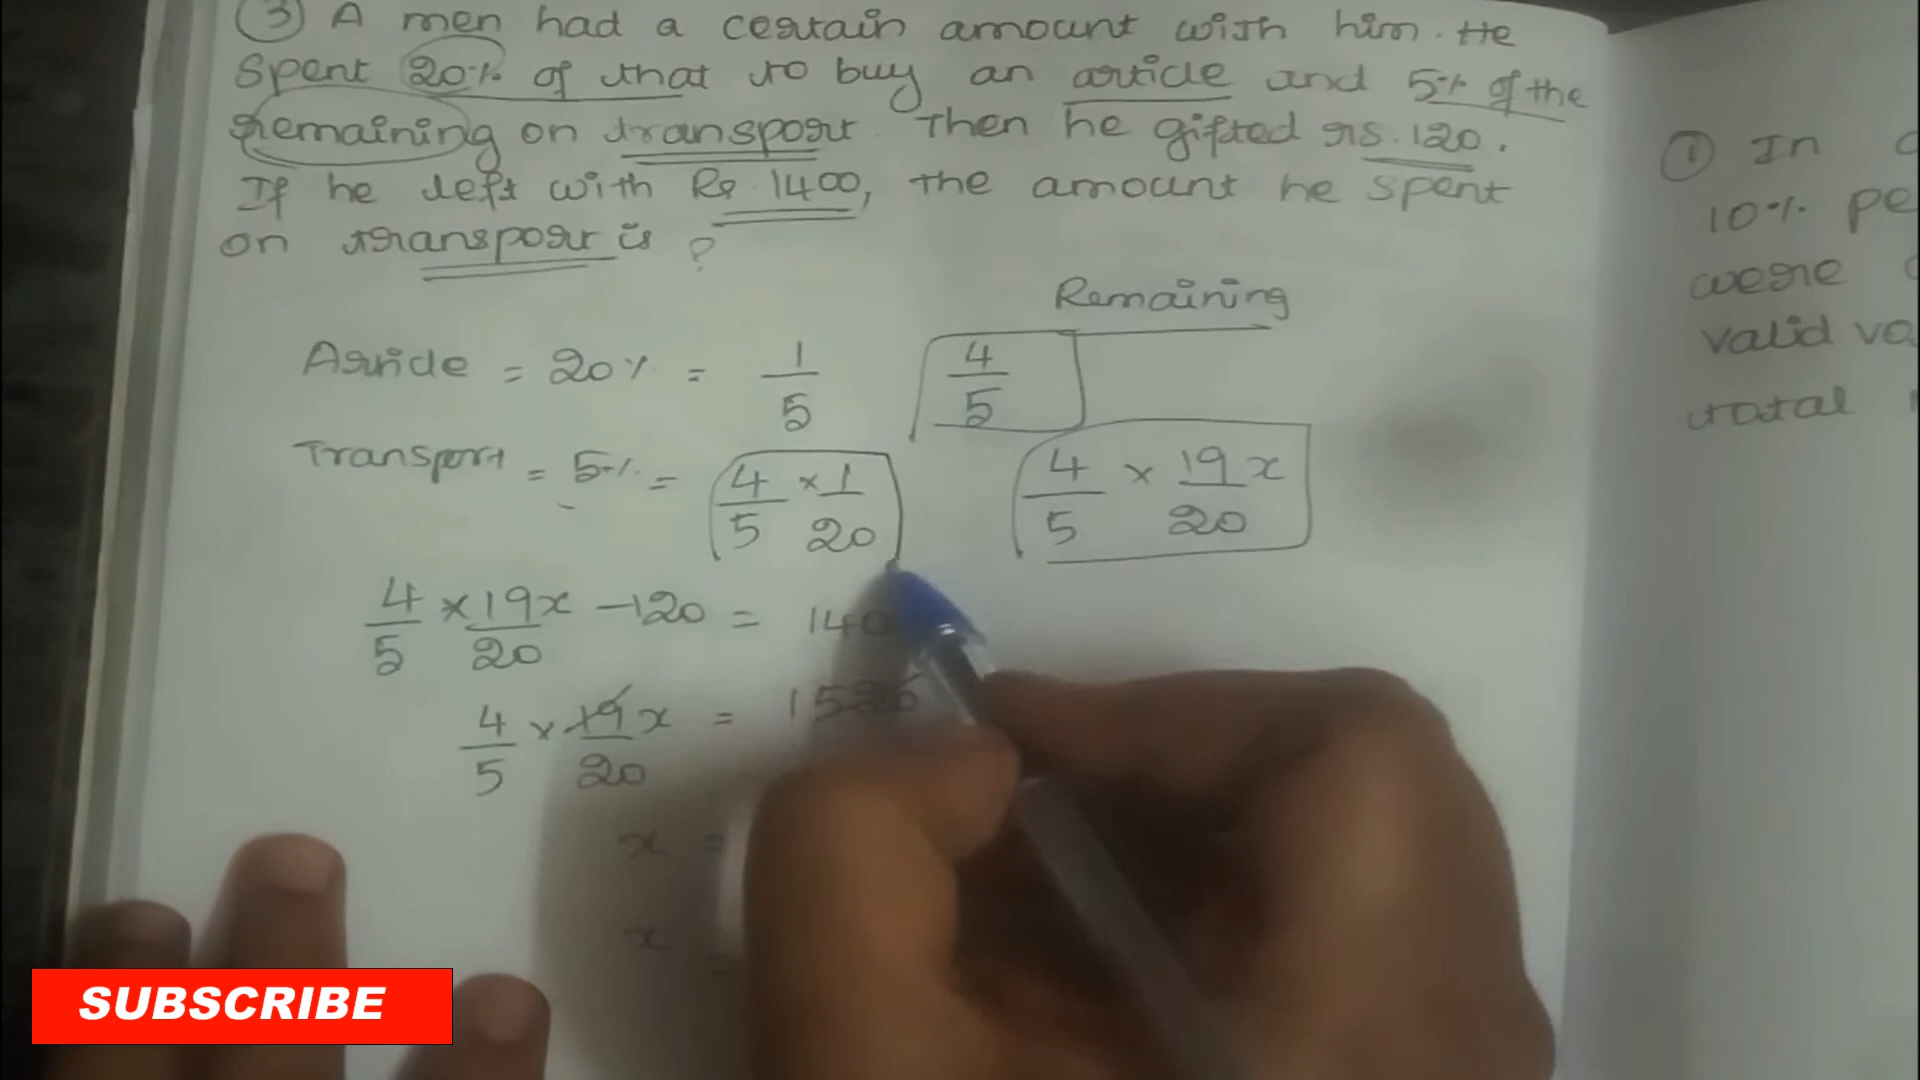 3 A men had a certain amount with him. He
spent 20% of that to buy an article and 5% of the
remaining on transport. Then he gifted rs. 120.
If he left with Rs. 1400, the amount he spent
on transport is ?
Remaining
Article = 20% = 1/5 4/5
Transport = 5% = 4/5 × 1/20 4/5 × 19x/20
4/5 × 19x/20 - 120 = 140
4/5 × 19x/20 = 1520
x =
x =
1 In
10%
were
valid
total
SUBSCRIBE